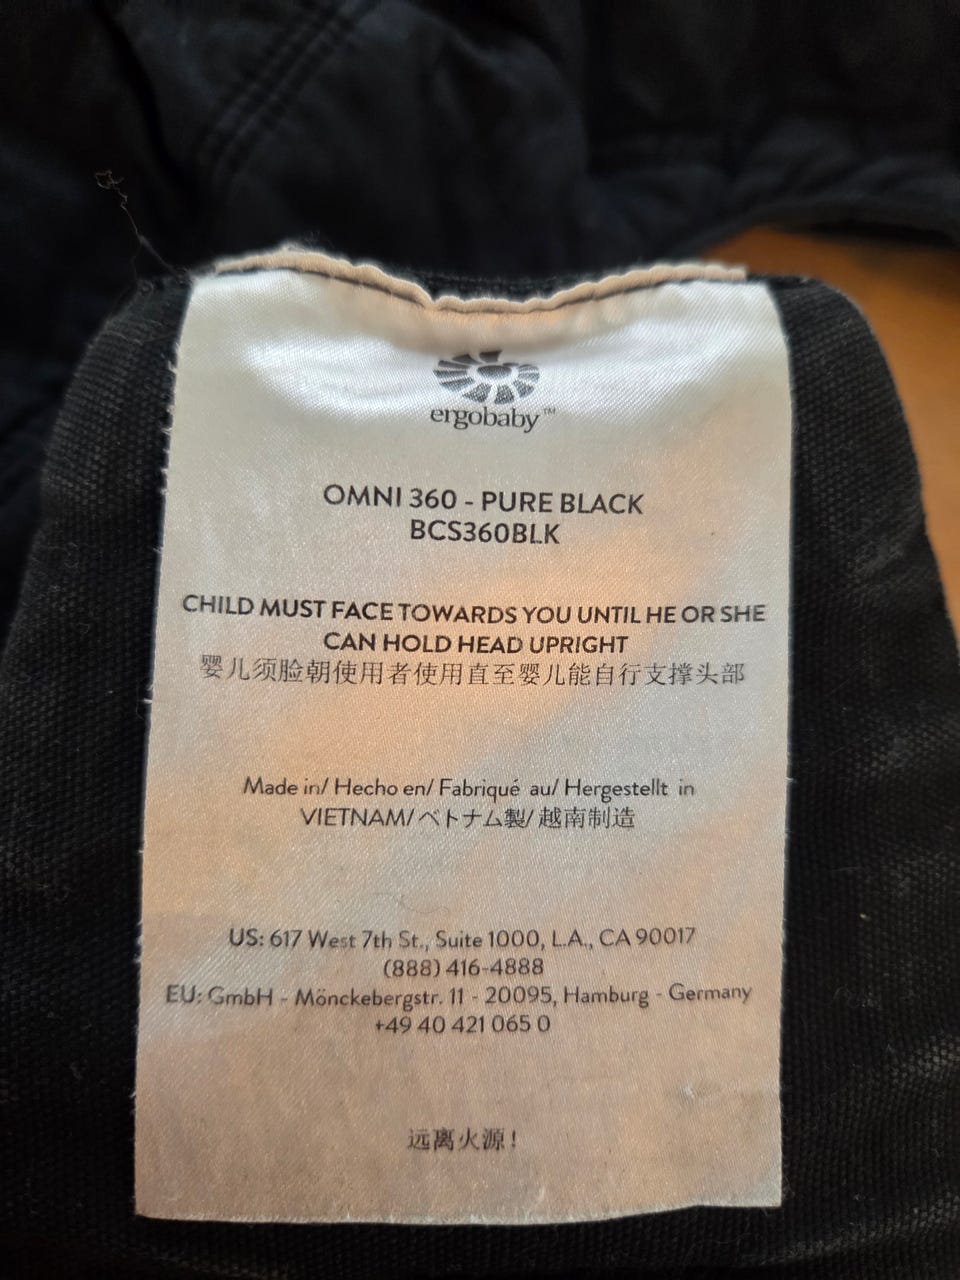 ergobaby™
OMNI 360 - PURE BLACK
BCS360BLK
CHILD MUST FACE TOWARDS YOU UNTIL HE OR SHE
CAN HOLD HEAD UPRIGHT
婴儿须脸朝使用者使用直至婴儿能自行支撑头部
Made in/ Hecho en/ Fabriqué au/ Hergestellt in
VIETNAM/ベトナム製/越南制造
US: 617 West 7th St., Suite 1000, L.A., CA 90017
(888) 416-4888
EU: GmbH - Mönckebergstr. 11 - 20095, Hamburg - Germany
+49 40 421 065 0
远离火源！